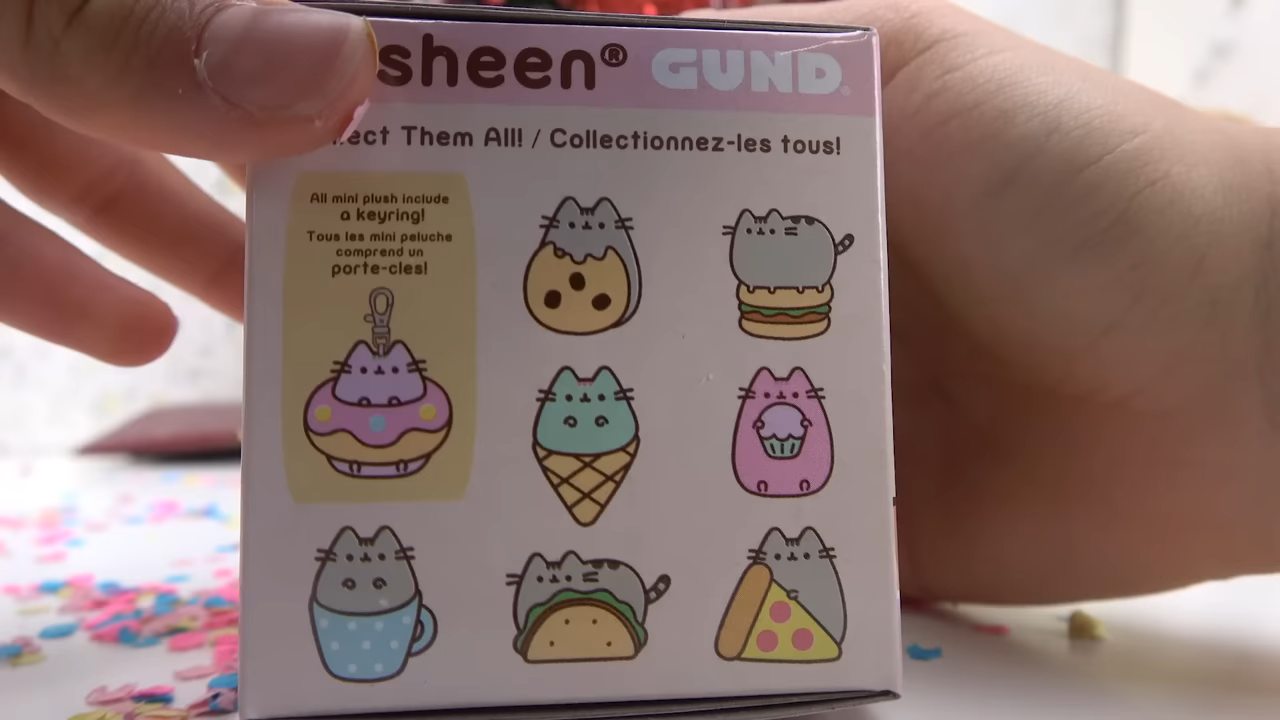 sheen® GUND®
ect Them All! / Collectionnez-les tous!
All mini plush include
a keyring!
Tous les mini peluche
comprend un
porte-cles!